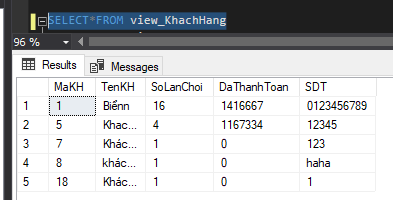 SELECT*FROM view_KhachHang
96 %
Results Messages
MaKH TenKH SoLanChoi DaThanhToan SDT
1 1 Biểnn 16 1416667 0123456789
2 5 Khac... 4 1167334 12345
3 7 Khác... 1 0 123
4 8 khác... 1 0 haha
5 18 Khác... 1 0 1